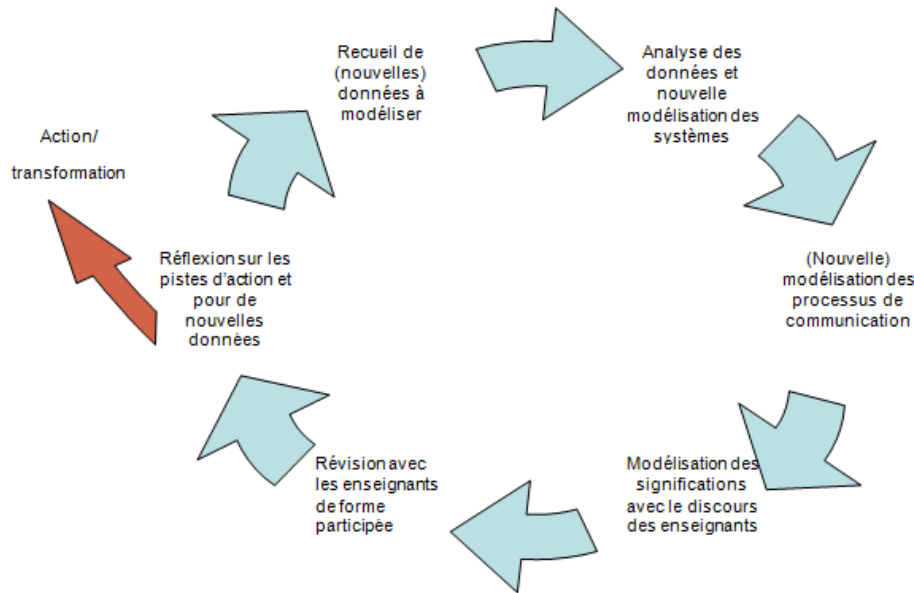 Recueil de
(nouvelles)
données à
modéliser
Analyse des
données et
nouvelle
modélisation des
systèmes
(Nouvelle)
modélisation des
processus de
communication
Modélisation des
significations
avec le discours
des enseignants
Révision avec
les enseignants
de forme
participée
Réflexion sur les
pistes d'action et
pour de
nouvelles
données
Action/
transformation